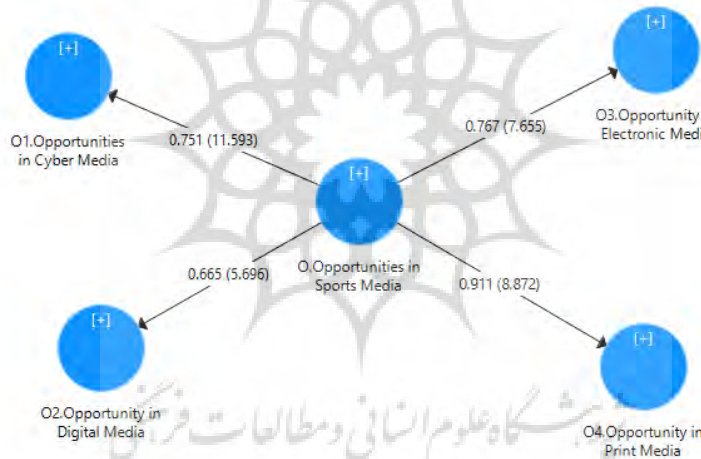 [+]
[+]
O1.Opportunities
in Cyber Media
0.751 (11.593)
0.767 (7.655)
O3.Opportunity
Electronic Medi
[+]
O.Opportunities in
Sports Media
0.665 (5.696)
0.911 (8.872)
[+]
[+]
O2.Opportunity in
Digital Media
O4.Opportunity in
Print Media
پژوهشگاه علوم انسانی و مطالعات فرهنگی